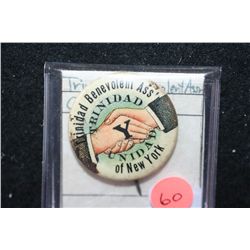 Trinidad Benevolent Ass'n
TRINIDAD
Y
UNIDAD
of New York
60